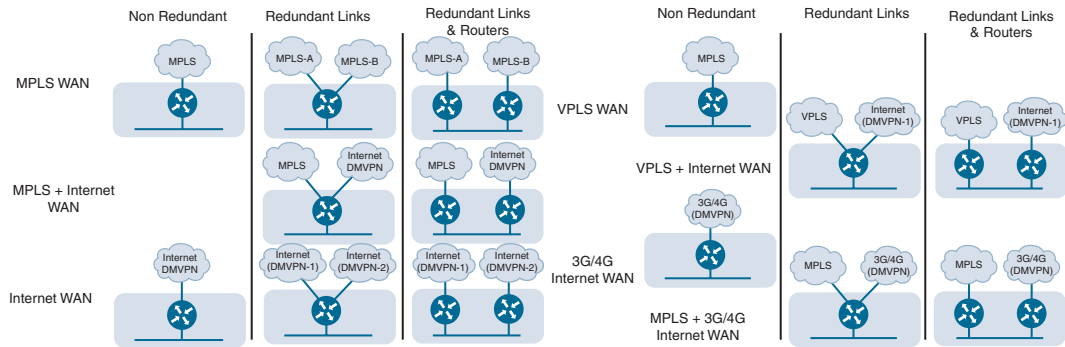 Non Redundant
Redundant Links
Redundant Links
& Routers
MPLS WAN
MPLS
MPLS-A
MPLS-B
MPLS-A
MPLS-B
MPLS + Internet
WAN
MPLS
Internet
DMVPN
MPLS
Internet
DMVPN
Internet WAN
Internet
DMVPN
Internet
(DMVPN-1)
Internet
(DMVPN-2)
Internet
(DMVPN-1)
Internet
(DMVPN-2)
Non Redundant
Redundant Links
Redundant Links
& Routers
VPLS WAN
MPLS
VPLS + Internet WAN
VPLS
Internet
(DMVPN-1)
VPLS
Internet
(DMVPN-1)
3G/4G
Internet WAN
3G/4G
(DMVPN)
MPLS + 3G/4G
Internet WAN
MPLS
3G/4G
(DMVPN)
MPLS
3G/4G
(DMVPN)